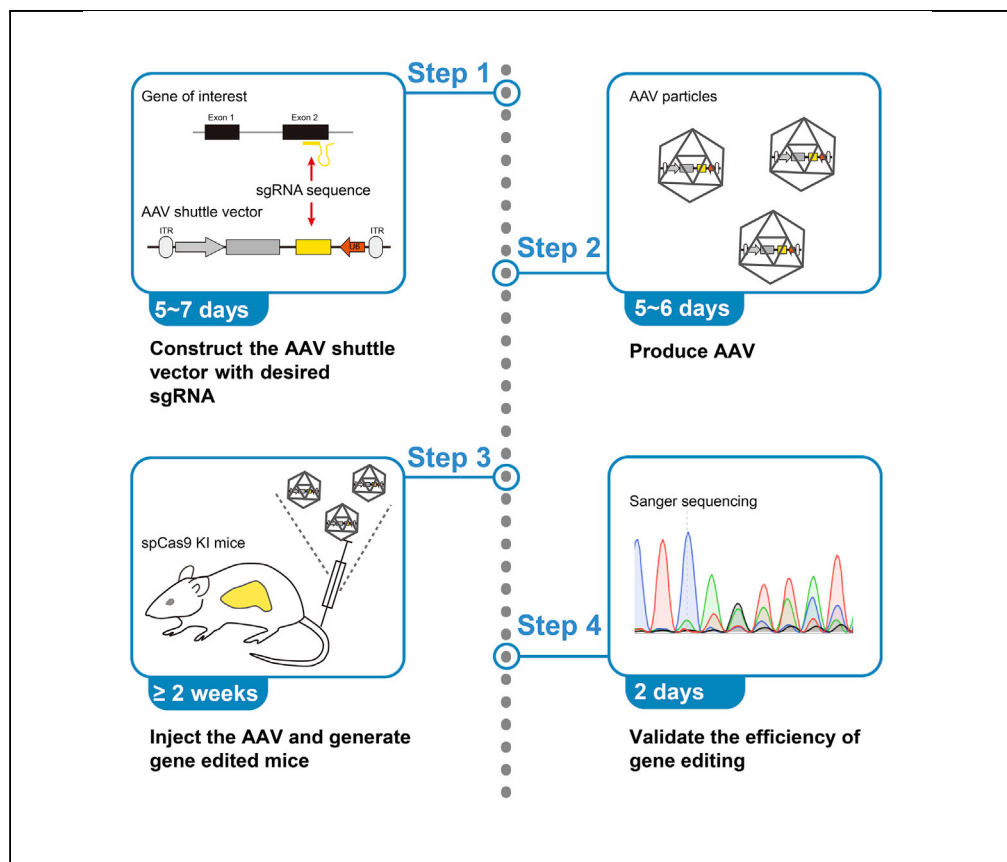 Step 1
Gene of interest
Exon 1
Exon 2
sgRNA sequence
AAV shuttle vector
ITR
U6
ITR
5~7 days
Construct the AAV shuttle
vector with desired
sgRNA
Step 2
AAV particles
5~6 days
Produce AAV
Step 3
spCas9 KI mice
≥ 2 weeks
Inject the AAV and generate
gene edited mice
Step 4
Sanger sequencing
2 days
Validate the efficiency of
gene editing